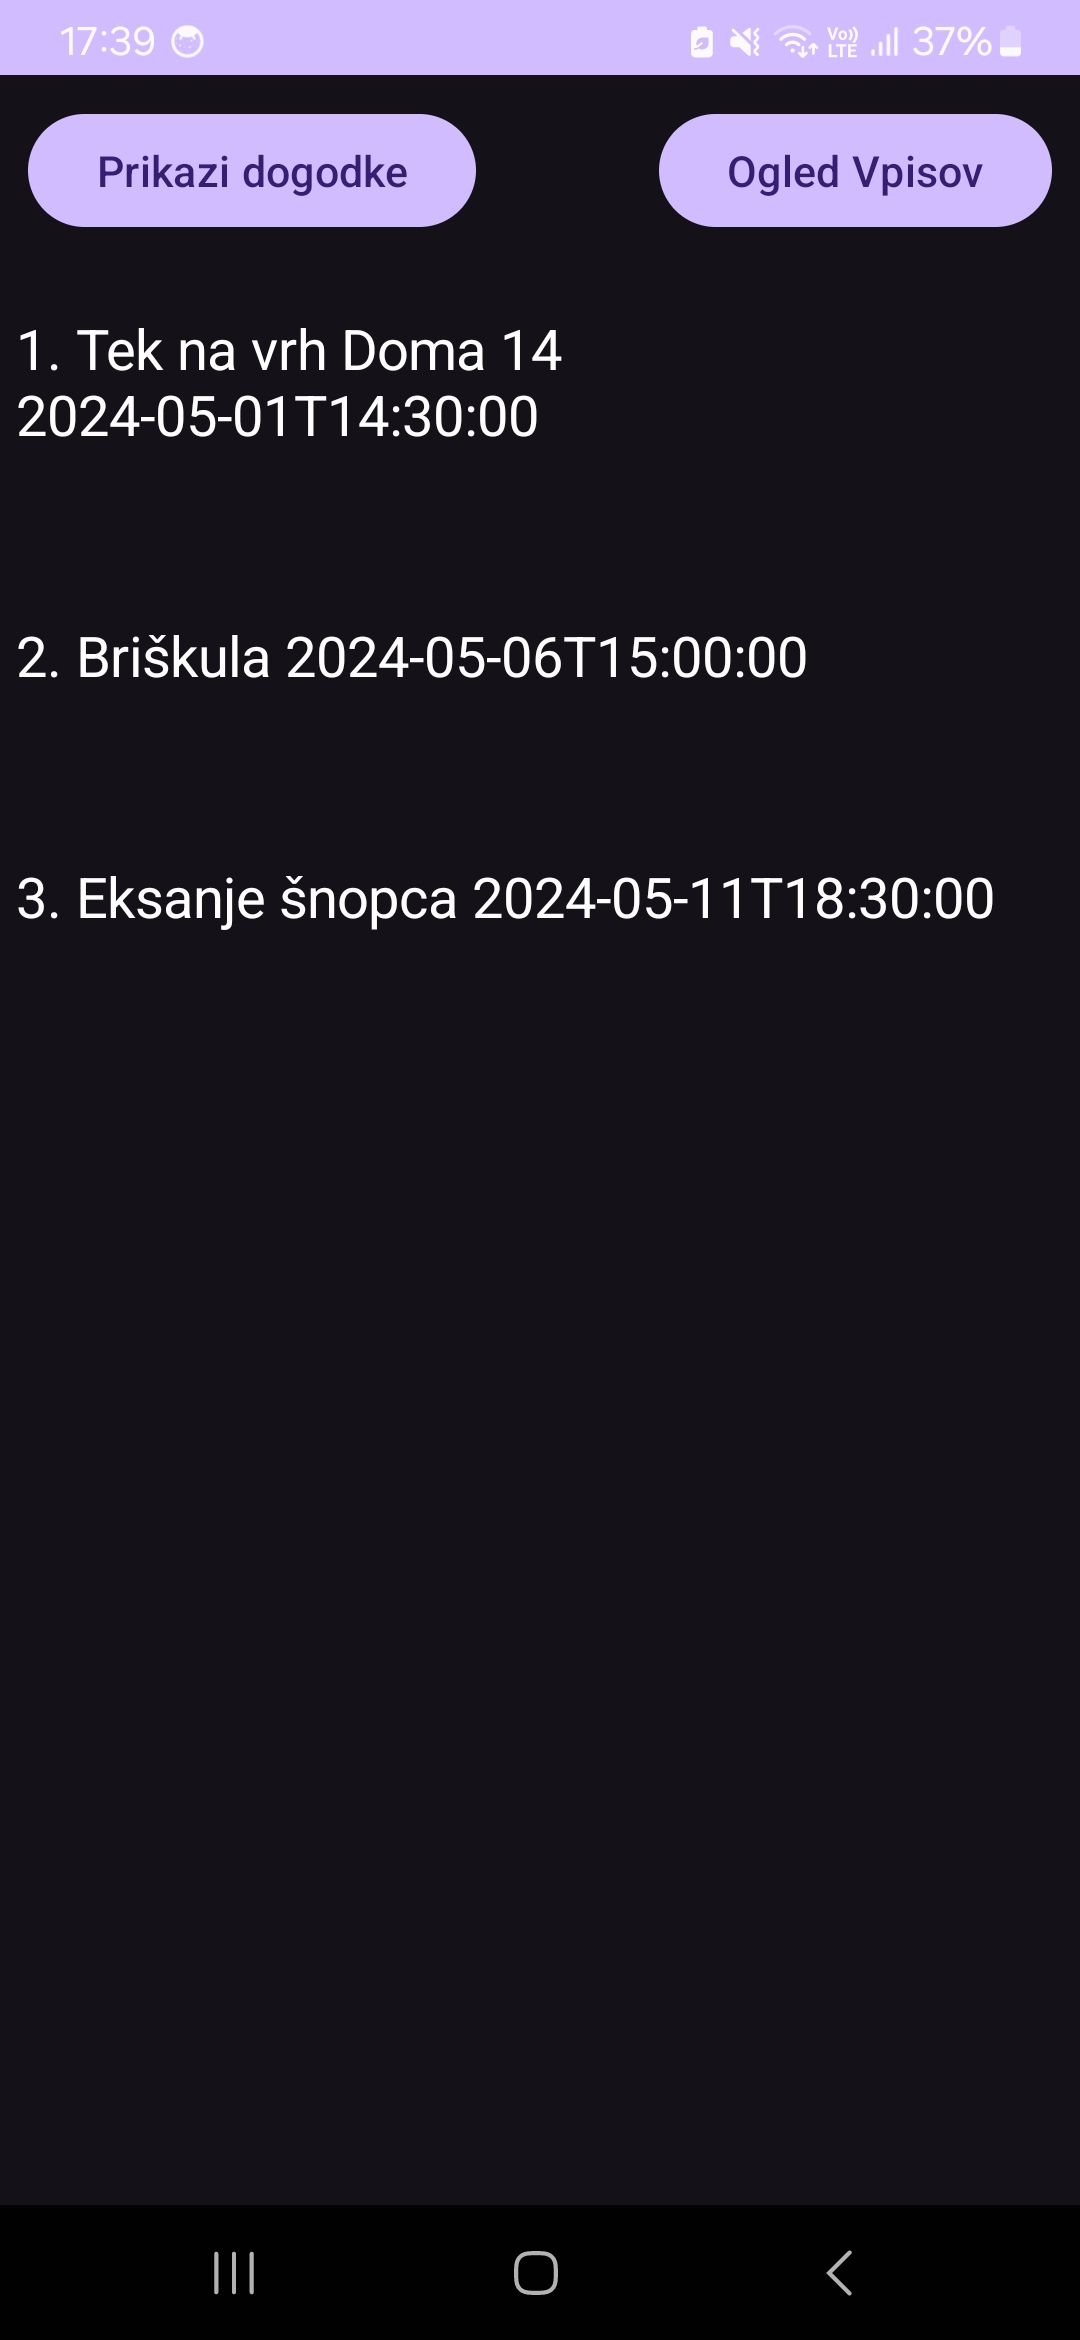 17:39
Vo)) LTE 37%
Prikazi dogodke
Ogled Vpisov
1. Tek na vrh Doma 14
2024-05-01T14:30:00
2. Briškula 2024-05-06T15:00:00
3. Eksanje šnopca 2024-05-11T18:30:00